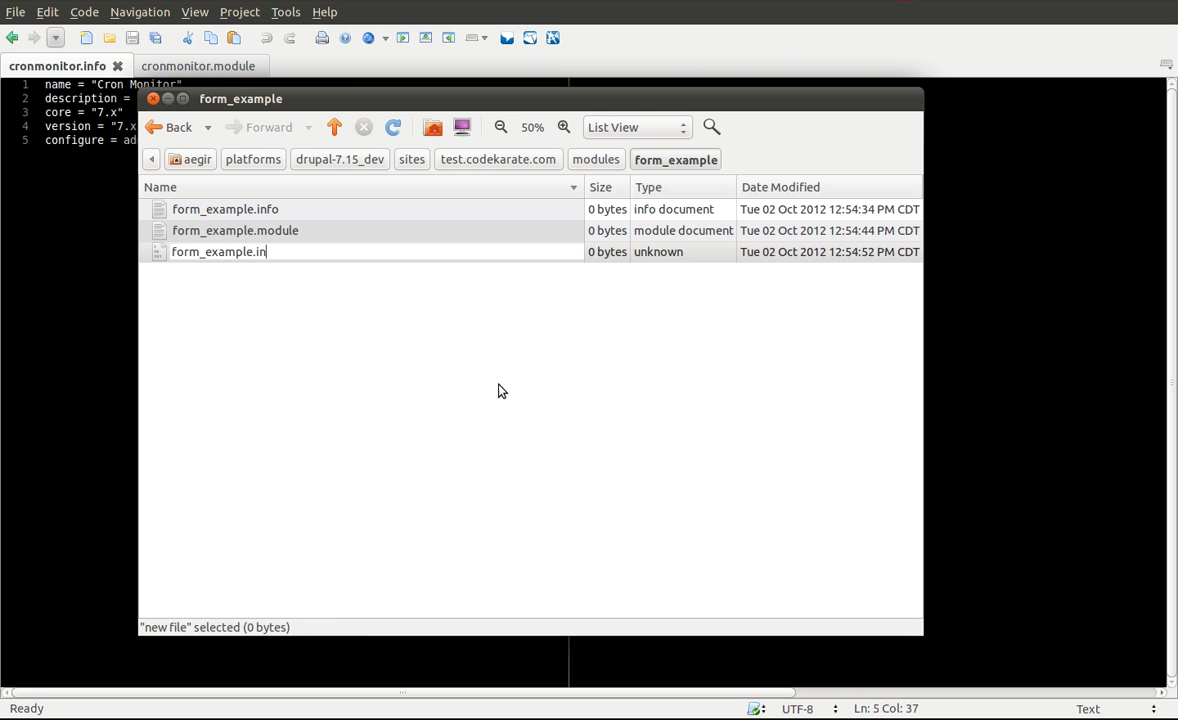 File Edit Code Navigation View Project Tools Help
cronmonitor.info cronmonitor.module
1 name = "Cron Monitor"
2 description =
3 core = "7.x"
4 version = "7.x
5 configure = ad
form_example
Back Forward 50% List View
aegir platforms drupal-7.15_dev sites test.codekarate.com modules form_example
Name Size Type Date Modified
form_example.info 0 bytes info document Tue 02 Oct 2012 12:54:34 PM CDT
form_example.module 0 bytes module document Tue 02 Oct 2012 12:54:44 PM CDT
form_example.in 0 bytes unknown Tue 02 Oct 2012 12:54:52 PM CDT
"new file" selected (0 bytes)
Ready UTF-8 Ln: 5 Col: 37 Text